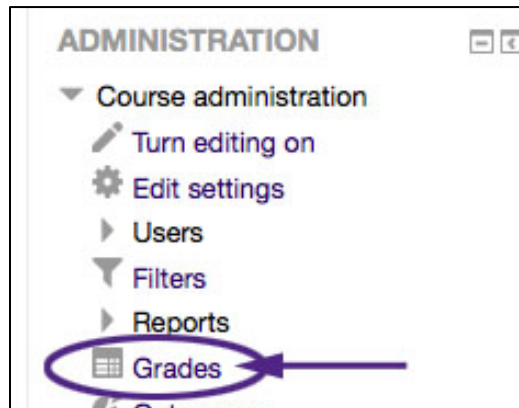 ADMINISTRATION
Course administration
Turn editing on
Edit settings
Users
Filters
Reports
Grades